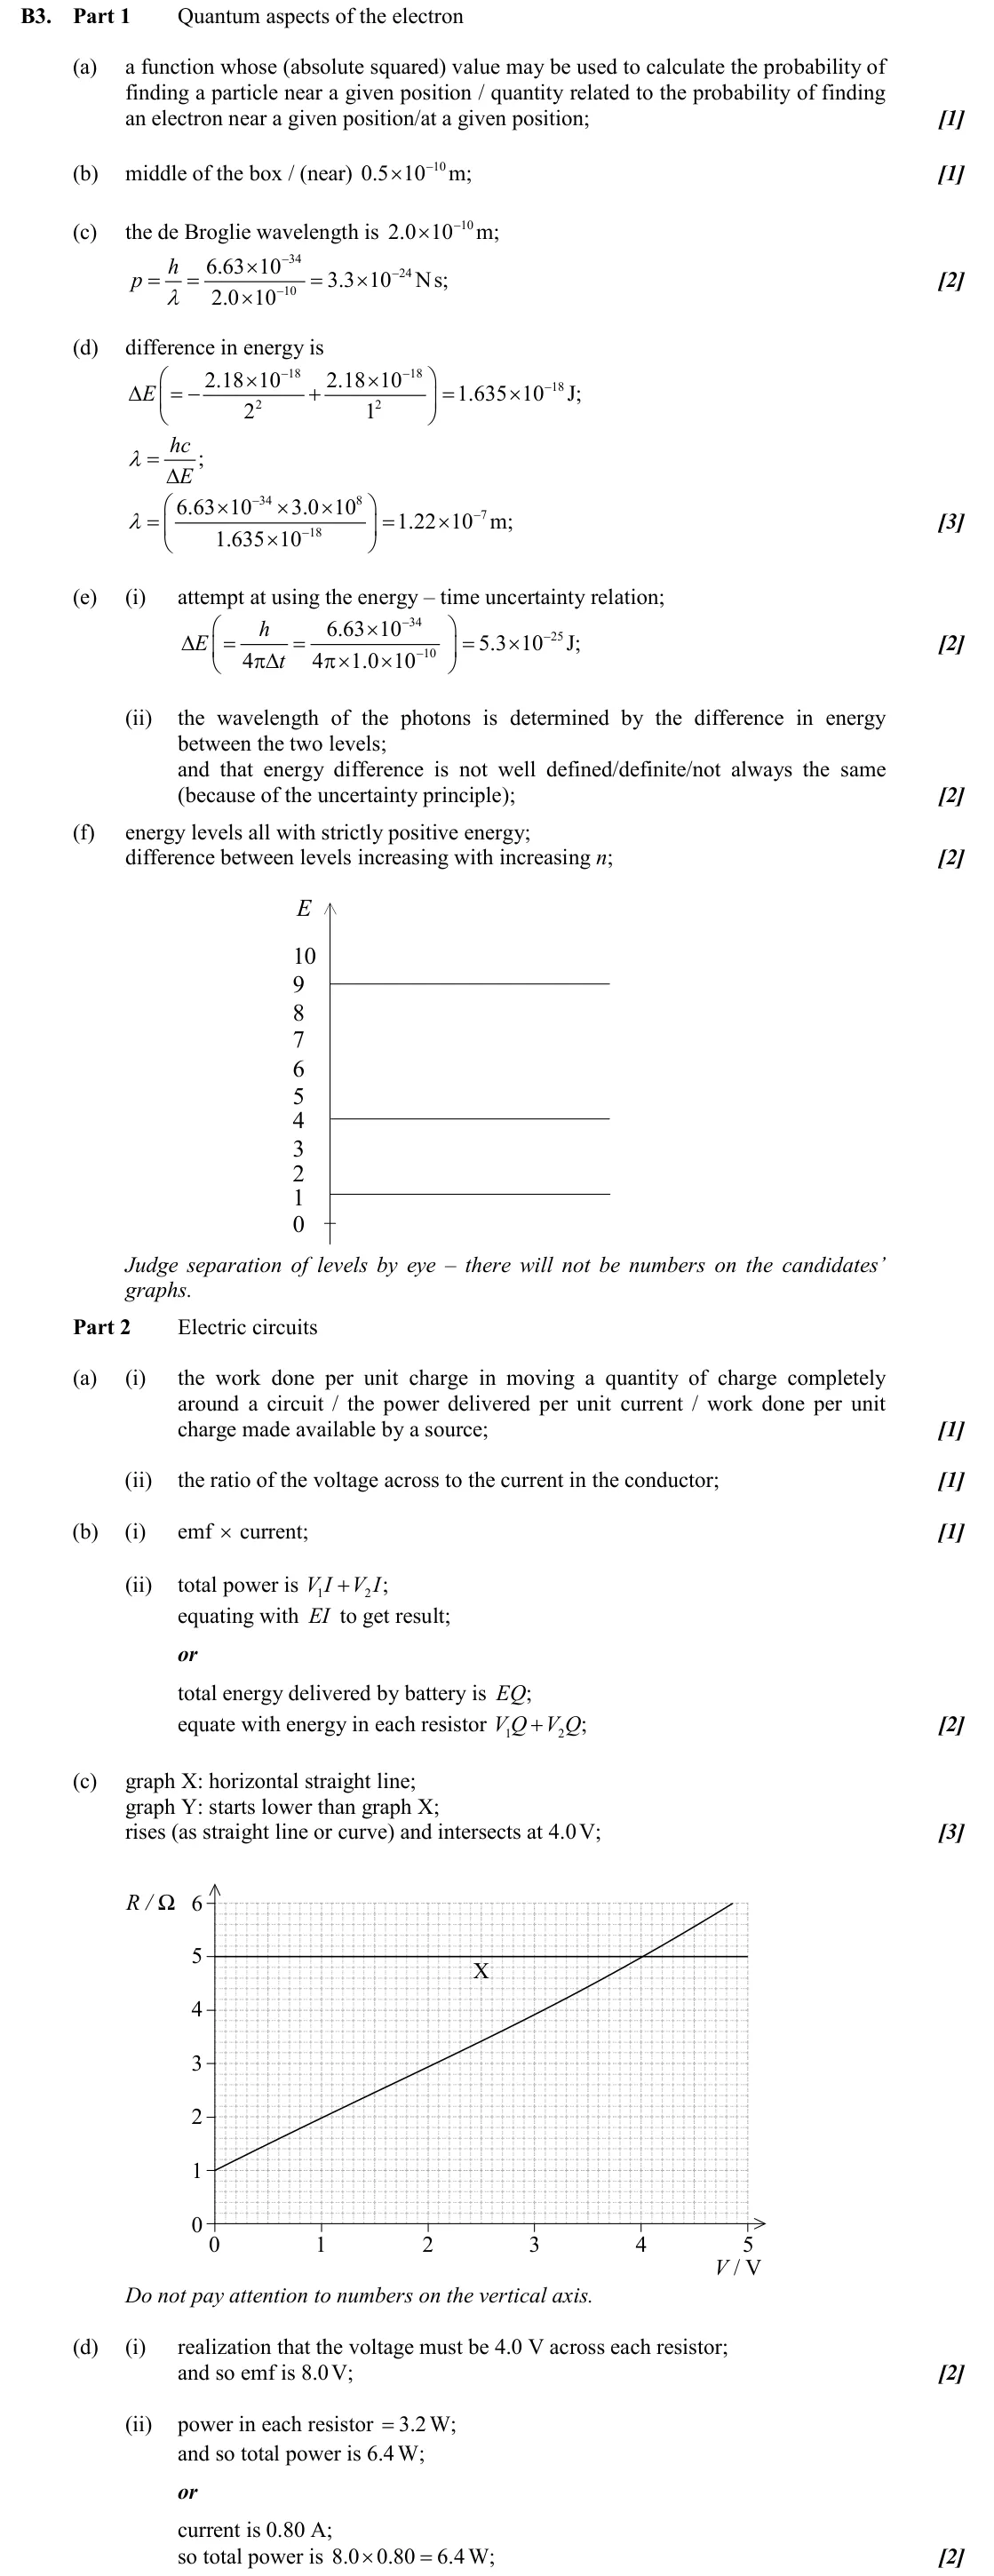 B3. Part 1 Quantum aspects of the electron
(a) a function whose (absolute squared) value may be used to calculate the probability of
finding a particle near a given position / quantity related to the probability of finding
an electron near a given position/at a given position; [1]
(b) middle of the box / (near) 0.5×10⁻¹⁰ m; [1]
(c) the de Broglie wavelength is 2.0×10⁻¹⁰ m;
p = h/λ = 6.63×10⁻³⁴/2.0×10⁻¹⁰ = 3.3×10⁻²⁴ N s; [2]
(d) difference in energy is
ΔE(= −2.18×10⁻¹⁸/2² + 2.18×10⁻¹⁸/1²) = 1.635×10⁻¹⁸ J;
λ = hc/ΔE;
λ = (6.63×10⁻³⁴×3.0×10⁸/1.635×10⁻¹⁸) = 1.22×10⁻⁷ m; [3]
(e) (i) attempt at using the energy – time uncertainty relation;
ΔE(= h/4πΔt = 6.63×10⁻³⁴/4π×1.0×10⁻¹⁰) = 5.3×10⁻²⁵ J; [2]
(ii) the wavelength of the photons is determined by the difference in energy
between the two levels;
and that energy difference is not well defined/definite/not always the same
(because of the uncertainty principle); [2]
(f) energy levels all with strictly positive energy;
difference between levels increasing with increasing n; [2]
E
10
9
8
7
6
5
4
3
2
1
0
Judge separation of levels by eye – there will not be numbers on the candidates'
graphs.
Part 2 Electric circuits
(a) (i) the work done per unit charge in moving a quantity of charge completely
around a circuit / the power delivered per unit current / work done per unit
charge made available by a source; [1]
(ii) the ratio of the voltage across to the current in the conductor; [1]
(b) (i) emf × current; [1]
(ii) total power is V₁I + V₂I;
equating with EI to get result;
or
total energy delivered by battery is EQ;
equate with energy in each resistor V₁Q + V₂Q; [2]
(c) graph X: horizontal straight line;
graph Y: starts lower than graph X;
rises (as straight line or curve) and intersects at 4.0 V; [3]
R / Ω 6
5
X
4
3
2
1
0
0 1 2 3 4 5
V / V
Do not pay attention to numbers on the vertical axis.
(d) (i) realization that the voltage must be 4.0 V across each resistor;
and so emf is 8.0 V; [2]
(ii) power in each resistor = 3.2 W;
and so total power is 6.4 W;
or
current is 0.80 A;
so total power is 8.0×0.80 = 6.4 W; [2]